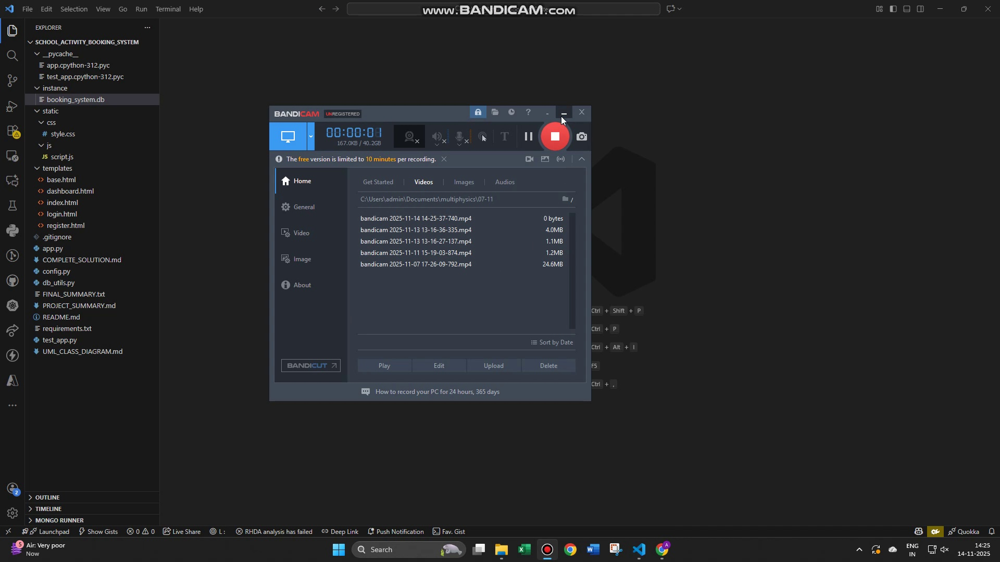 File Edit Selection View Go Run Terminal Help
www.BANDICAM.com
EXPLORER
SCHOOL_ACTIVITY_BOOKING_SYSTEM
__pycache__
app.cpython-312.pyc
test_app.cpython-312.pyc
instance
booking_system.db
static
css
# style.css
js
JS script.js
templates
<> base.html
<> dashboard.html
<> index.html
<> login.html
<> register.html
.gitignore
app.py
COMPLETE_SOLUTION.md
config.py
db_utils.py
FINAL_SUMMARY.txt
PROJECT_SUMMARY.md
README.md
requirements.txt
test_app.py
UML_CLASS_DIAGRAM.md
OUTLINE
TIMELINE
MONGO RUNNER
2
BANDICAM UNREGISTERED
00:00:01
167.0KB / 40.2GB
The free version is limited to 10 minutes per recording.
Home
General
Video
Image
About
BANDICUT
Get Started Videos Images Audios
C:\Users\admin\Documents\multiphysics\07-11
bandicam 2025-11-14 14-25-37-740.mp4 0 bytes
bandicam 2025-11-13 13-16-36-335.mp4 4.0MB
bandicam 2025-11-13 13-16-27-137.mp4 1.1MB
bandicam 2025-11-11 15-19-03-874.mp4 1.2MB
bandicam 2025-11-07 17-26-09-792.mp4 24.6MB
Sort by Date
Play Edit Upload Delete
How to record your PC for 24 hours, 365 days
Ctrl + Shift + P
Ctrl + P
Ctrl + Alt + I
F5
Ctrl + ,
Launchpad Show Gists 0 0 Live Share L: RHDA analysis has failed Deep Link Push Notification Fav. Gist Quokka
5
Air: Very poor
Now
Search
A
ENG
IN
14:25
14-11-2025